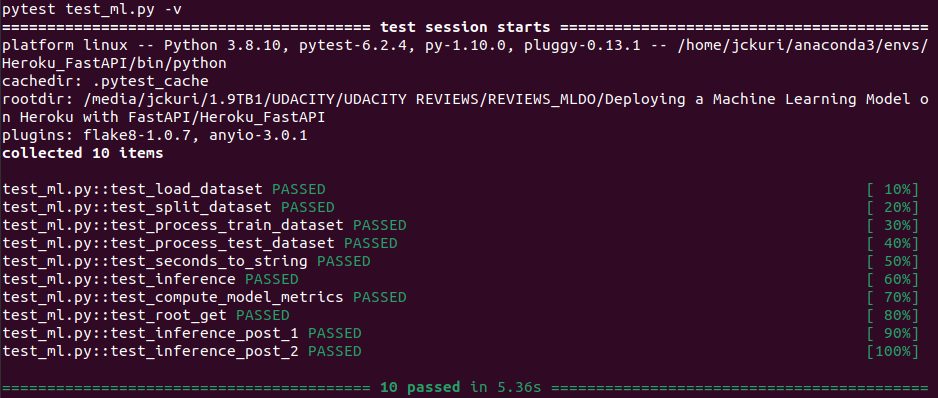 pytest test_ml.py -v
========================================= test session starts =========================================
platform linux -- Python 3.8.10, pytest-6.2.4, py-1.10.0, pluggy-0.13.1 -- /home/jckuri/anaconda3/envs/
Heroku_FastAPI/bin/python
cachedir: .pytest_cache
rootdir: /media/jckuri/1.9TB1/UDACITY/UDACITY REVIEWS/REVIEWS_MLDO/Deploying a Machine Learning Model o
n Heroku with FastAPI/Heroku_FastAPI
plugins: flake8-1.0.7, anyio-3.0.1
collected 10 items
test_ml.py::test_load_dataset PASSED [ 10%]
test_ml.py::test_split_dataset PASSED [ 20%]
test_ml.py::test_process_train_dataset PASSED [ 30%]
test_ml.py::test_process_test_dataset PASSED [ 40%]
test_ml.py::test_seconds_to_string PASSED [ 50%]
test_ml.py::test_inference PASSED [ 60%]
test_ml.py::test_compute_model_metrics PASSED [ 70%]
test_ml.py::test_root_get PASSED [ 80%]
test_ml.py::test_inference_post_1 PASSED [ 90%]
test_ml.py::test_inference_post_2 PASSED [100%]
========================================= 10 passed in 5.36s ==========================================